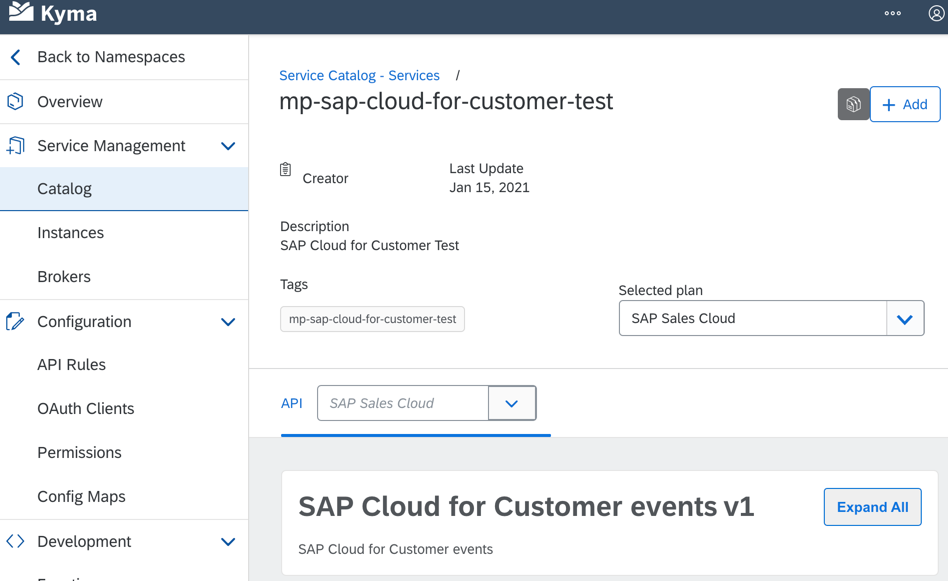 Kyma
Back to Namespaces
Overview
Service Management
Catalog
Instances
Brokers
Configuration
API Rules
OAuth Clients
Permissions
Config Maps
Development
Service Catalog - Services /
mp-sap-cloud-for-customer-test
+ Add
Creator
Last Update
Jan 15, 2021
Description
SAP Cloud for Customer Test
Tags
mp-sap-cloud-for-customer-test
Selected plan
SAP Sales Cloud
API
SAP Sales Cloud
SAP Cloud for Customer events v1
Expand All
SAP Cloud for Customer events